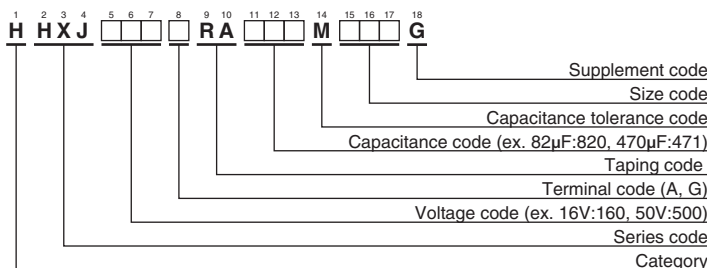 1 2 3 4 5 6 7 8 9 10 11 12 13 14 15 16 17 18
H HXJ □□□ □ RA □□□ M □□□ G
Supplement code
Size code
Capacitance tolerance code
Capacitance code (ex. 82µF:820, 470µF:471)
Taping code
Terminal code (A, G)
Voltage code (ex. 16V:160, 50V:500)
Series code
Category